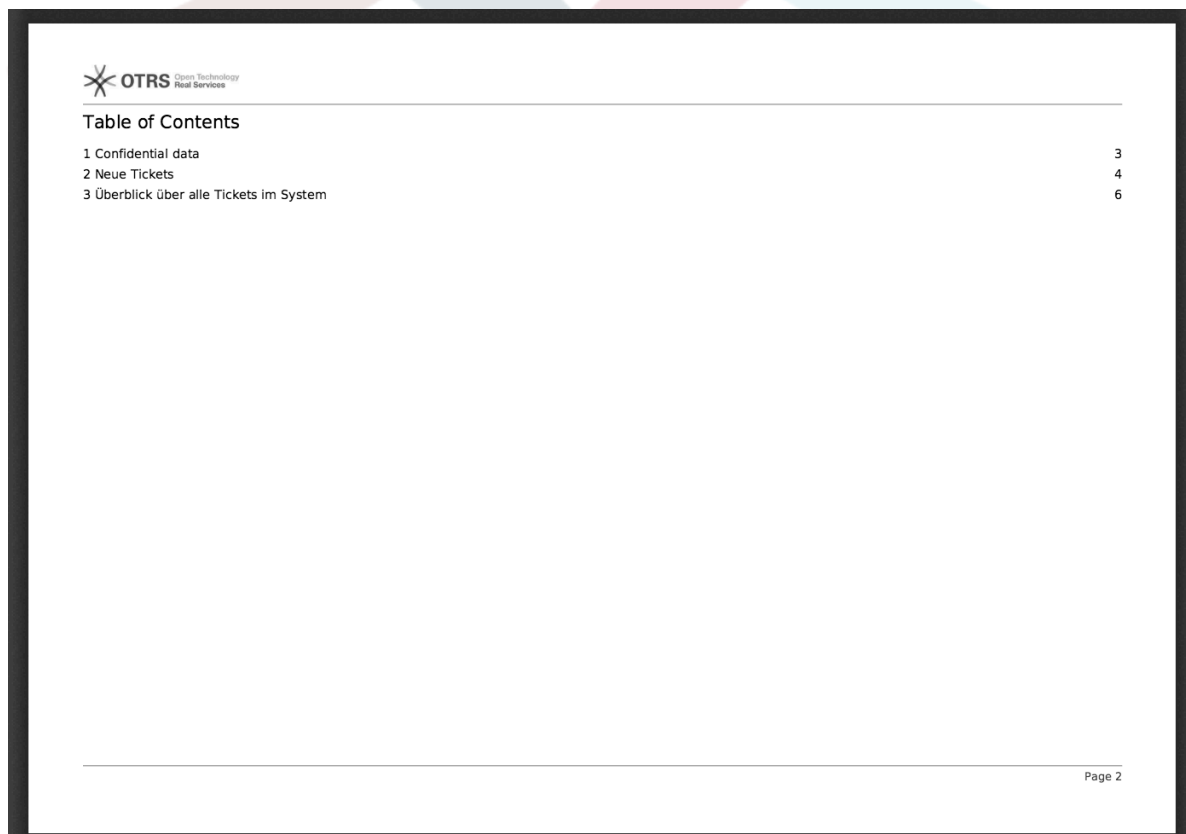 OTRS Open Technology
Real Services
Table of Contents
1 Confidential data 3
2 Neue Tickets 4
3 Überblick über alle Tickets im System 6
Page 2